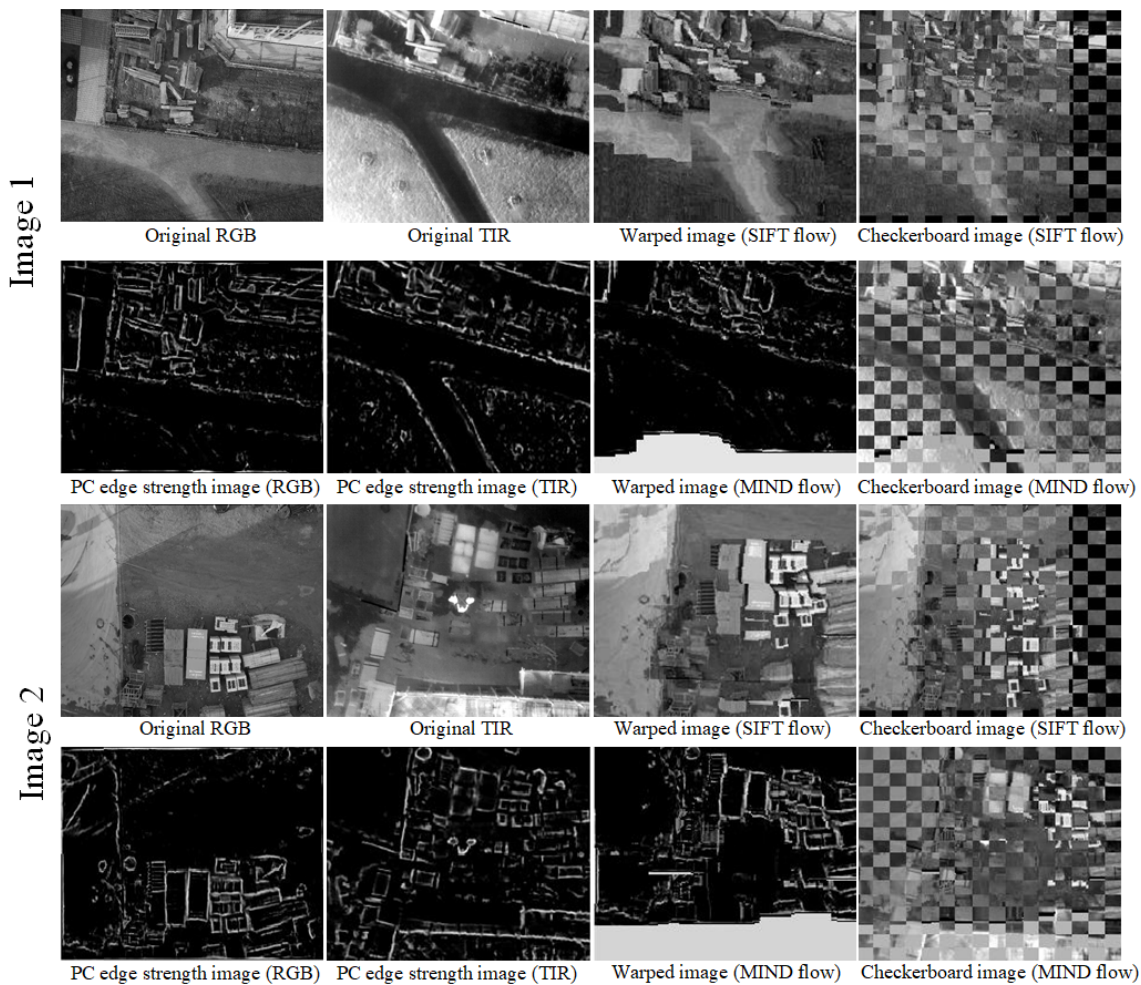 Image 1
Original RGB
Original TIR
Warped image (SIFT flow)
Checkerboard image (SIFT flow)
PC edge strength image (RGB)
PC edge strength image (TIR)
Warped image (MIND flow)
Checkerboard image (MIND flow)
Image 2
Original RGB
Original TIR
Warped image (SIFT flow)
Checkerboard image (SIFT flow)
PC edge strength image (RGB)
PC edge strength image (TIR)
Warped image (MIND flow)
Checkerboard image (MIND flow)